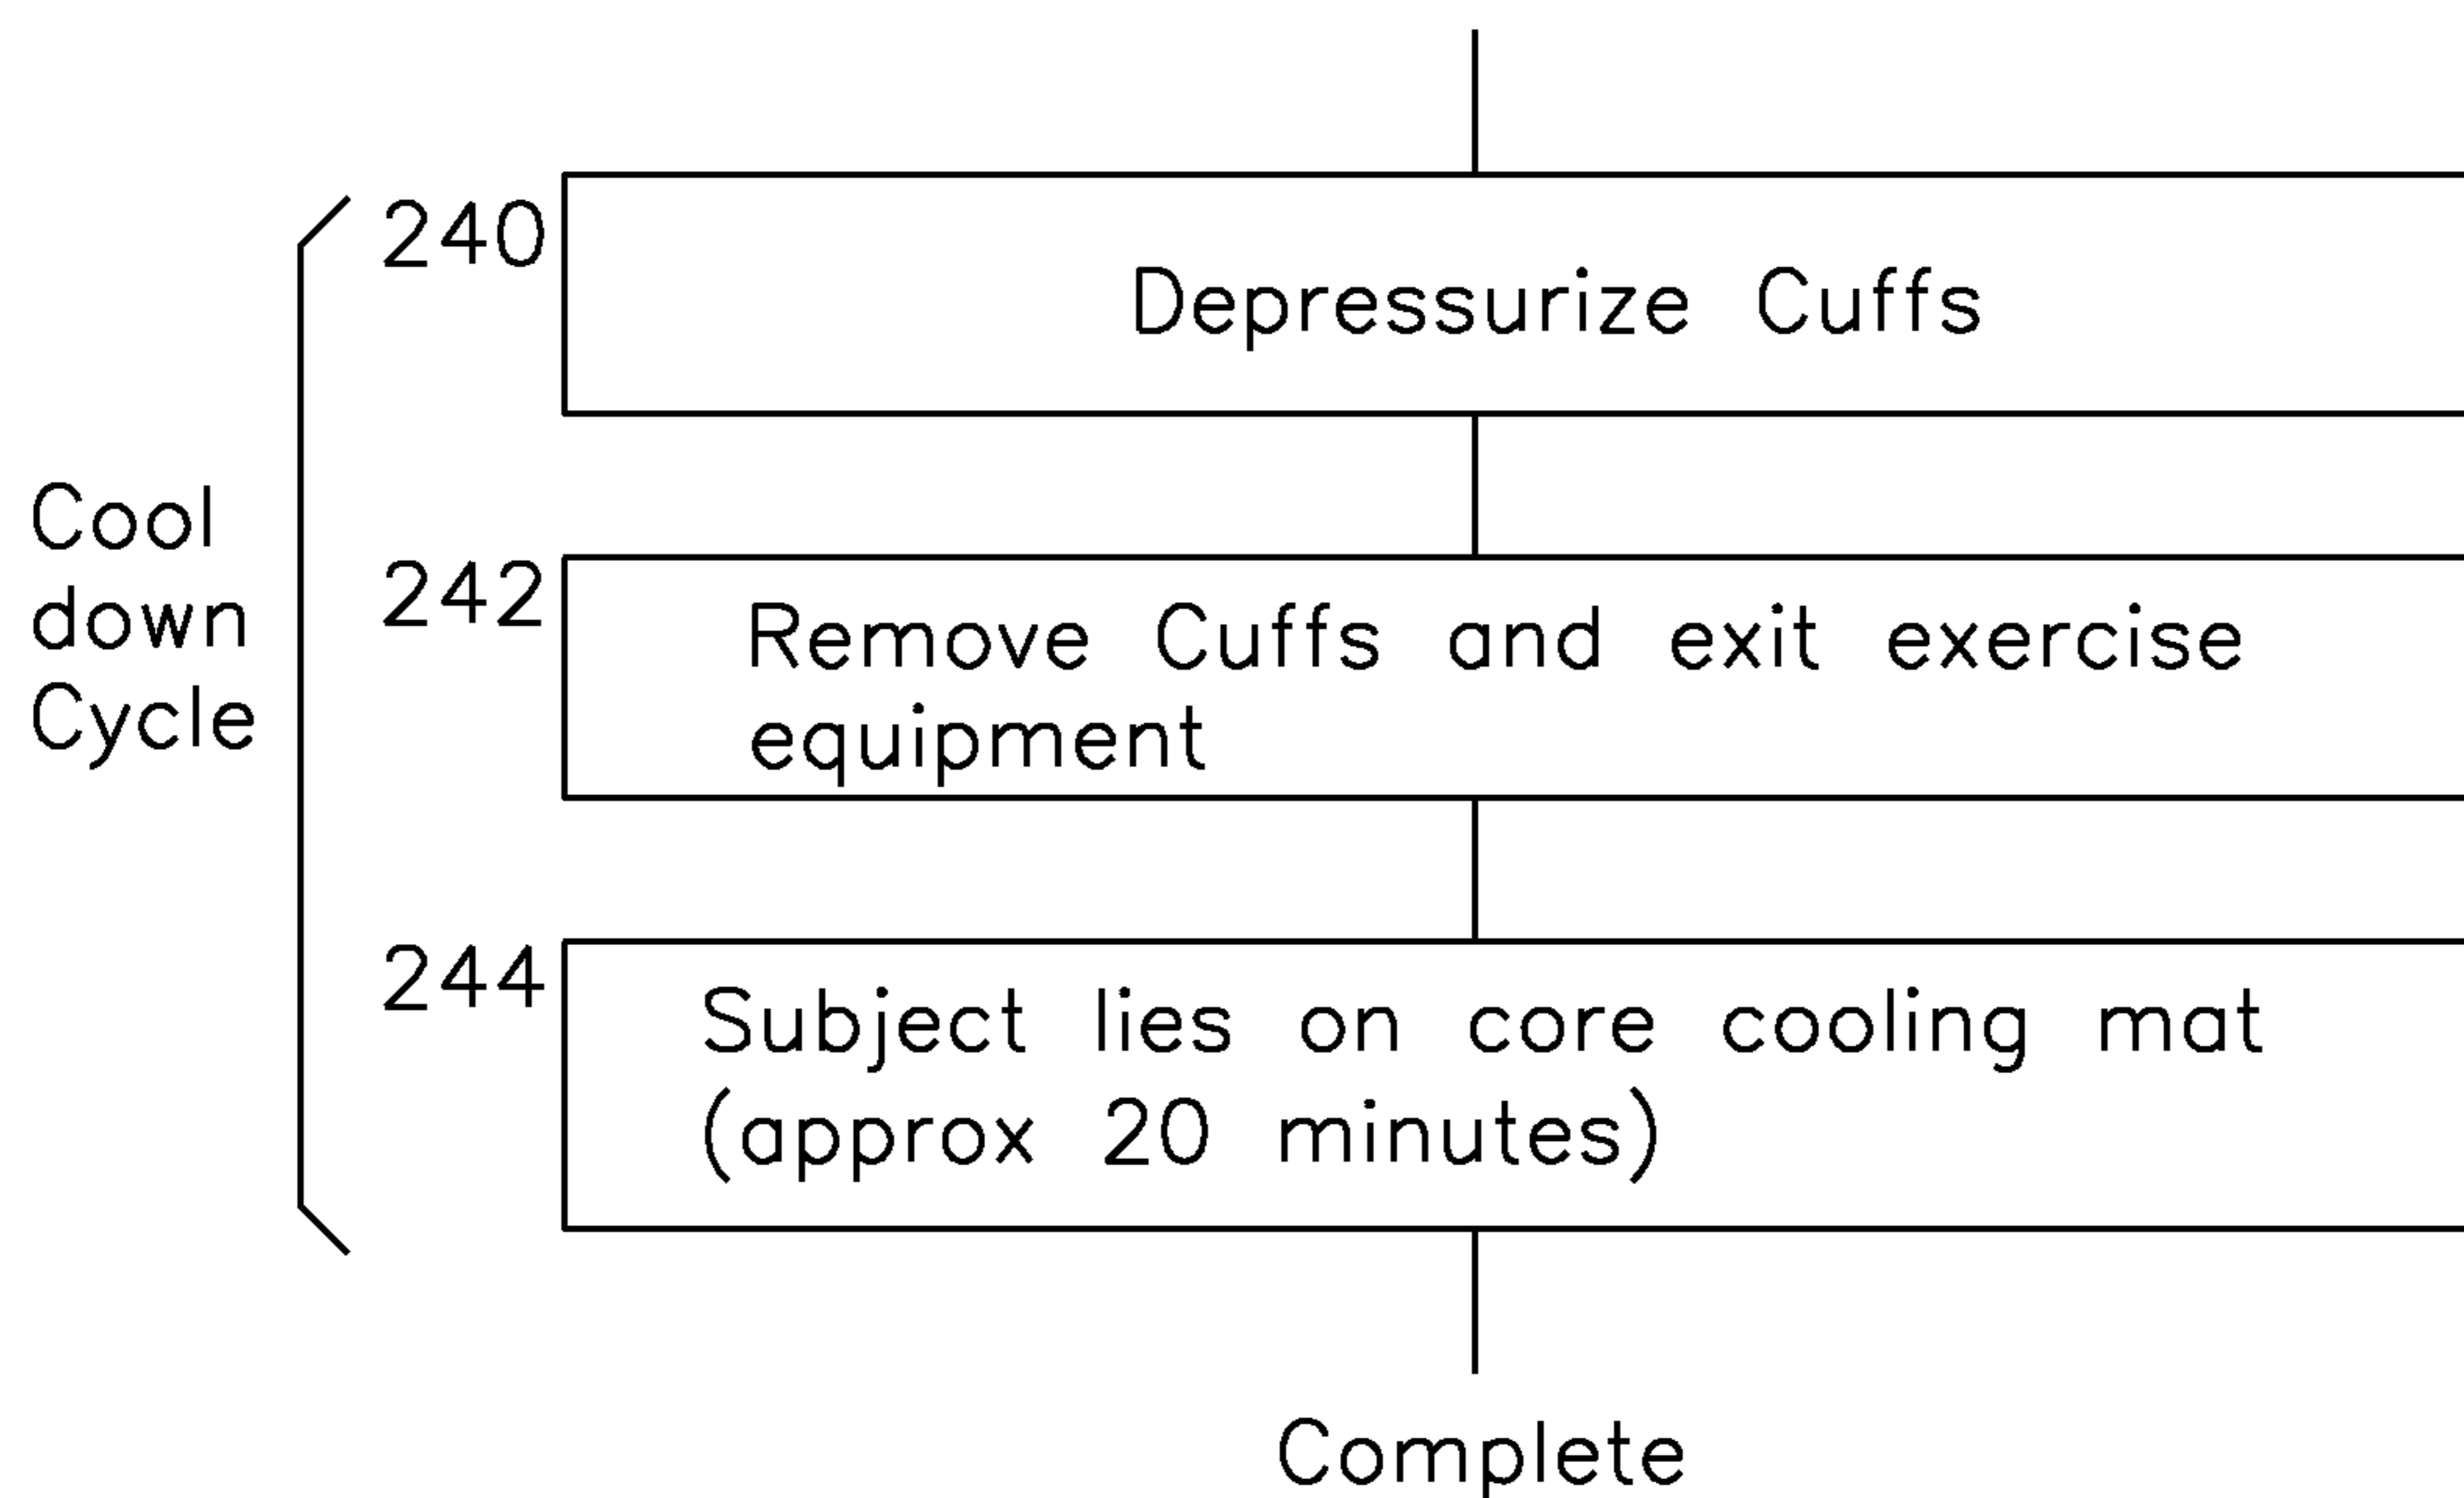 240
Depressurize Cuffs
Cool
down
Cycle
242
Remove Cuffs and exit exercise
equipment
244
Subject lies on core cooling mat
(approx 20 minutes)
Complete